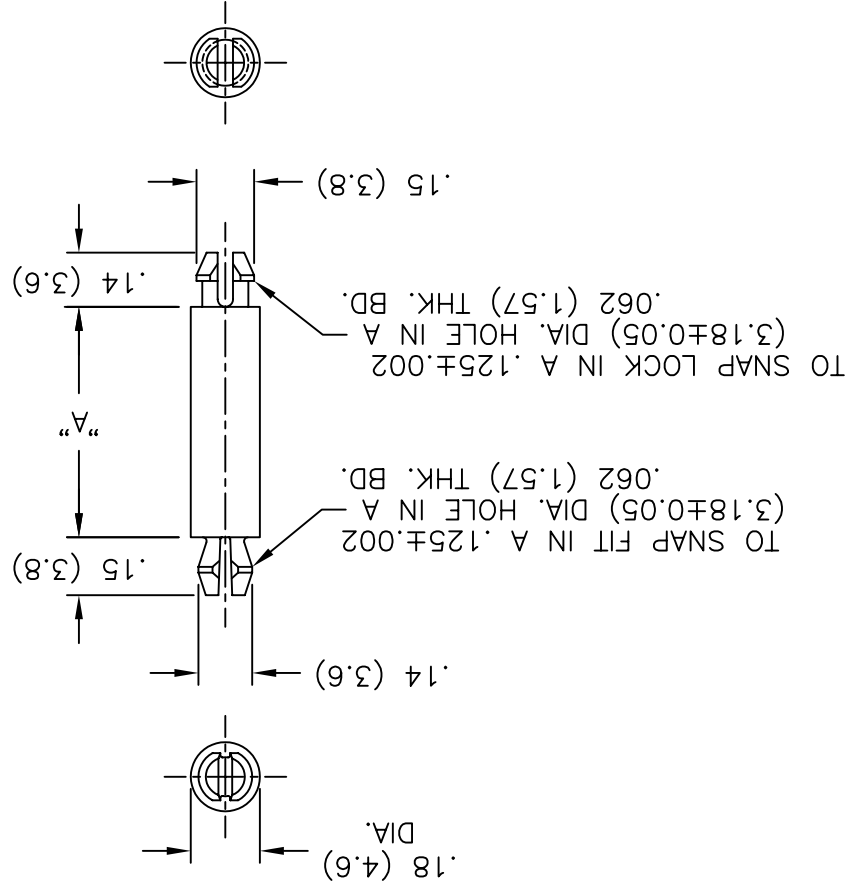 .18 (4.6)
DIA.
.14 (3.6)
.15 (3.8)
TO SNAP FIT IN A .125±.002
(3.18±0.05) DIA. HOLE IN A
.062 (1.57) THK. BD.
"A"
TO SNAP LOCK IN A .125±.002
(3.18±0.05) DIA. HOLE IN A
.062 (1.57) THK. BD.
.14 (3.6)
.15 (3.8)